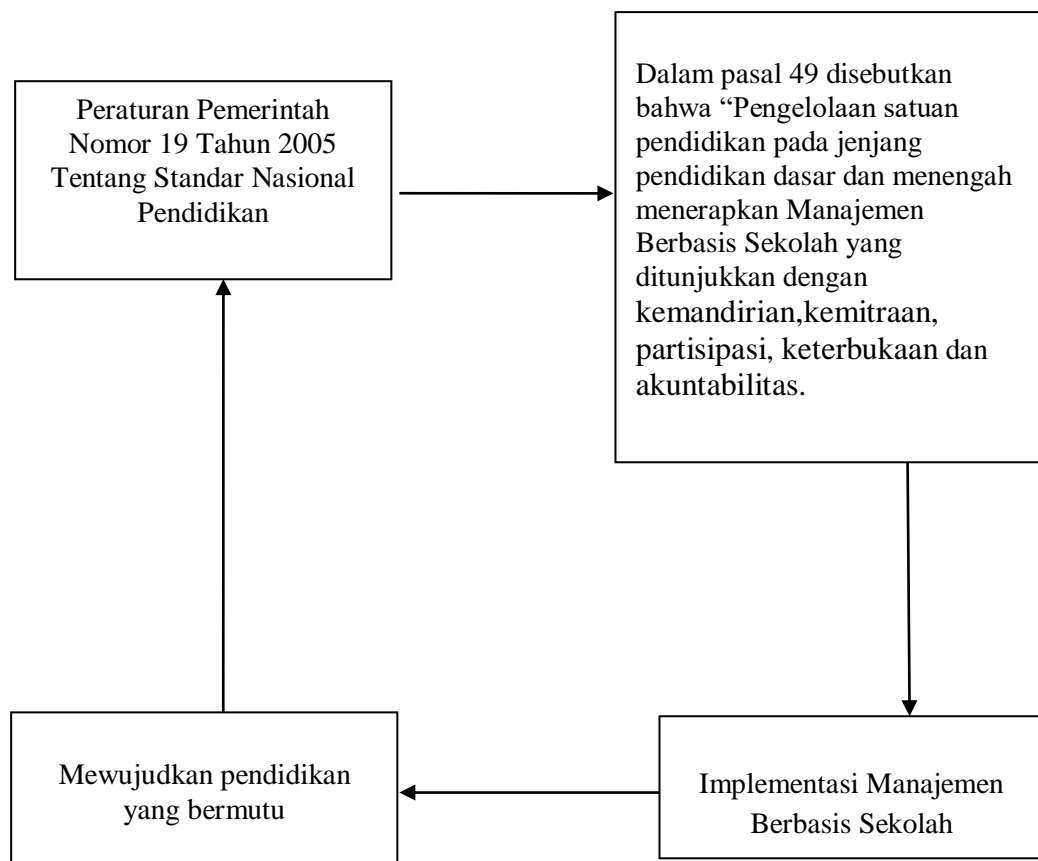 Peraturan Pemerintah
Nomor 19 Tahun 2005
Tentang Standar Nasional
Pendidikan
Dalam pasal 49 disebutkan
bahwa “Pengelolaan satuan
pendidikan pada jenjang
pendidikan dasar dan menengah
menerapkan Manajemen
Berbasis Sekolah yang
ditunjukkan dengan
kemandirian,kemitraan,
partisipasi, keterbukaan dan
akuntabilitas.
Implementasi Manajemen
Berbasis Sekolah
Mewujudkan pendidikan
yang bermutu